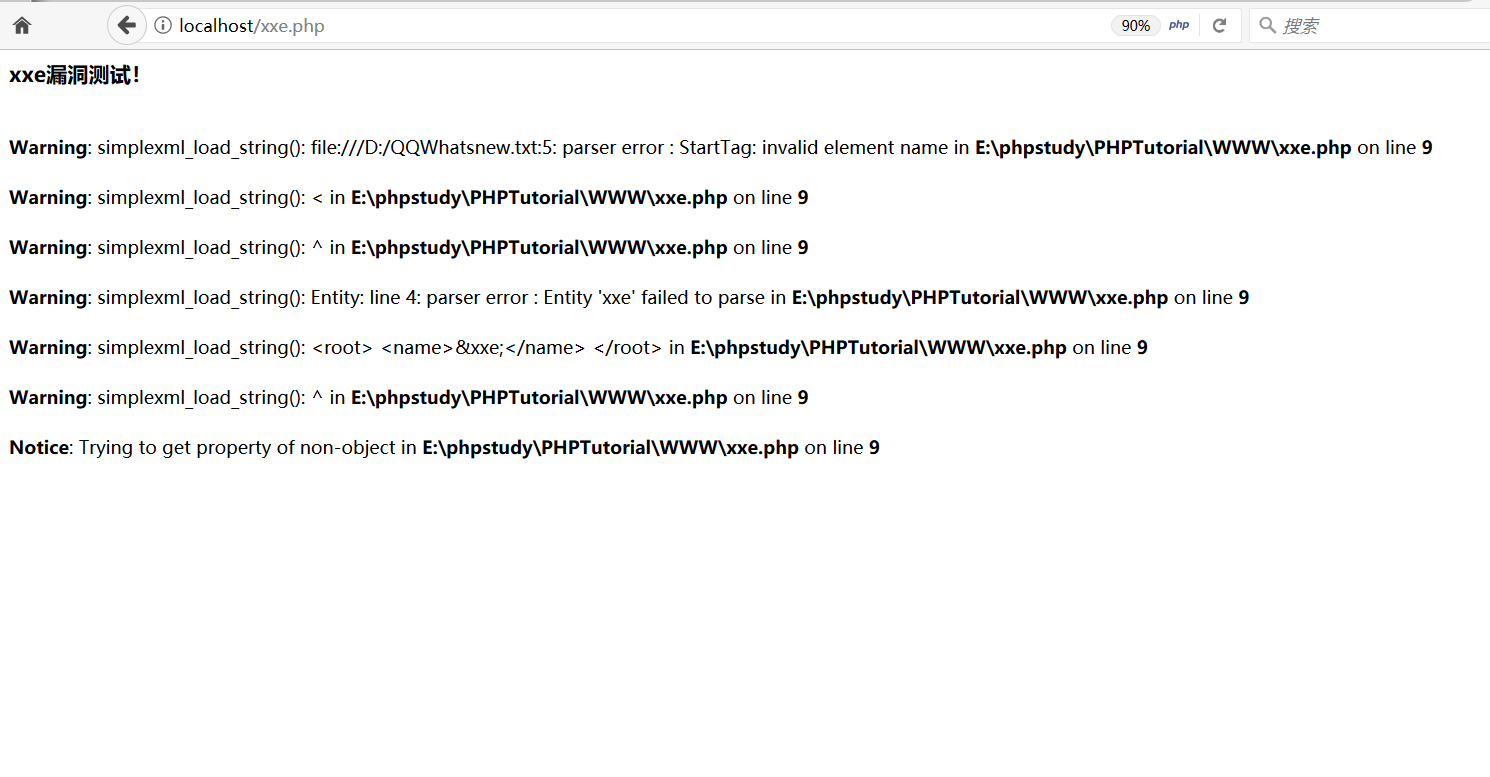 localhost/xxe.php 90% php 搜索
xxe漏洞测试!
Warning: simplexml_load_string(): file:///D:/QQWhatsnew.txt:5: parser error : StartTag: invalid element name in E:\phpstudy\PHPTutorial\WWW\xxe.php on line 9
Warning: simplexml_load_string(): < in E:\phpstudy\PHPTutorial\WWW\xxe.php on line 9
Warning: simplexml_load_string(): ^ in E:\phpstudy\PHPTutorial\WWW\xxe.php on line 9
Warning: simplexml_load_string(): Entity: line 4: parser error : Entity 'xxe' failed to parse in E:\phpstudy\PHPTutorial\WWW\xxe.php on line 9
Warning: simplexml_load_string(): <root> <name>&xxe;</name> </root> in E:\phpstudy\PHPTutorial\WWW\xxe.php on line 9
Warning: simplexml_load_string(): ^ in E:\phpstudy\PHPTutorial\WWW\xxe.php on line 9
Notice: Trying to get property of non-object in E:\phpstudy\PHPTutorial\WWW\xxe.php on line 9